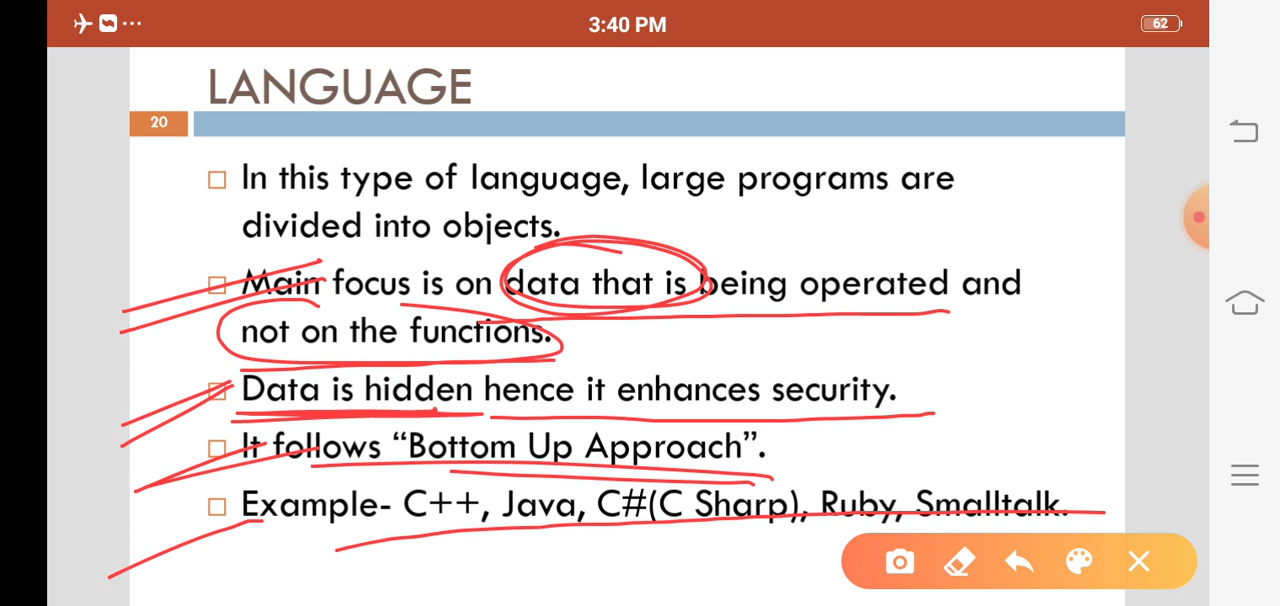 3:40 PM
62
LANGUAGE
20
In this type of language, large programs are
divided into objects.
Main focus is on data that is being operated and
not on the functions.
Data is hidden hence it enhances security.
It follows “Bottom Up Approach”.
Example- C++, Java, C#(C Sharp), Ruby, Smalltalk.